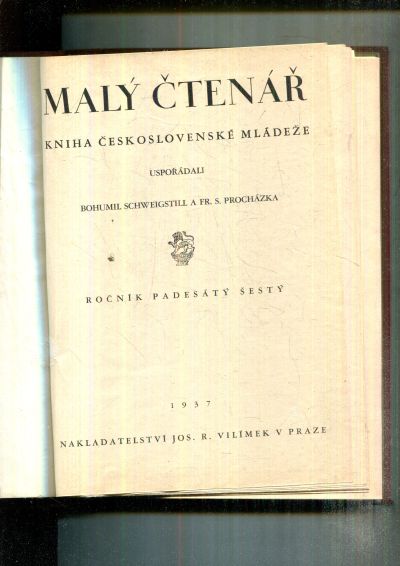 MALÝ ČTENÁŘ
KNIHA ČESKOSLOVENSKÉ MLÁDEŽE
USPOŘÁDALI
BOHUMIL SCHWEIGSTILL A FR. S. PROCHÁZKA
ROČNÍK PADESÁTÝ ŠESTÝ
1937
NAKLADATELSTVÍ JOS. R. VILÍMEK V PRAZE